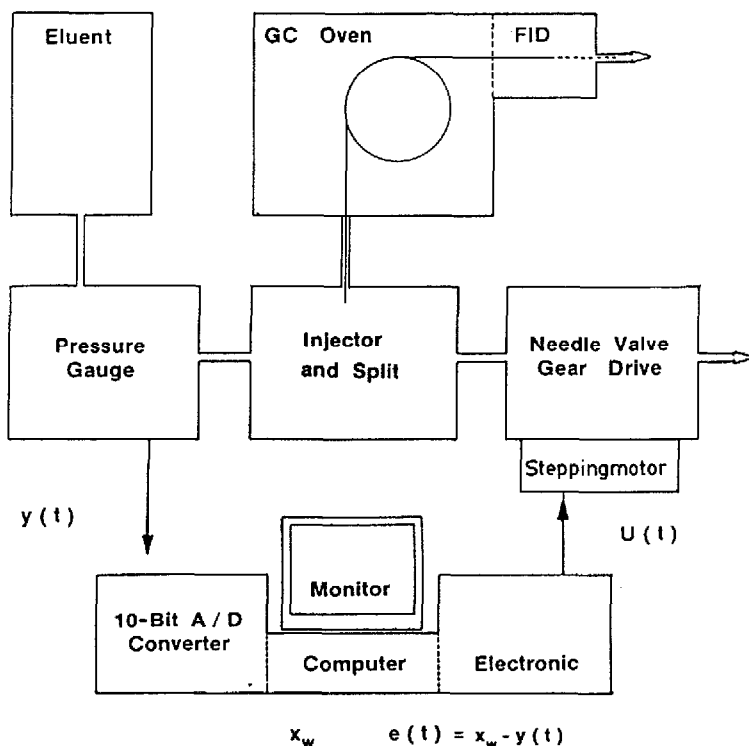 Eluent
GC Oven
FID
Pressure
Gauge
Injector
and Split
Needle Valve
Gear Drive
Steppingmotor
y(t)
U(t)
10-Bit A/D
Converter
Monitor
Computer
Electronic
x_w
e(t) = x_w - y(t)